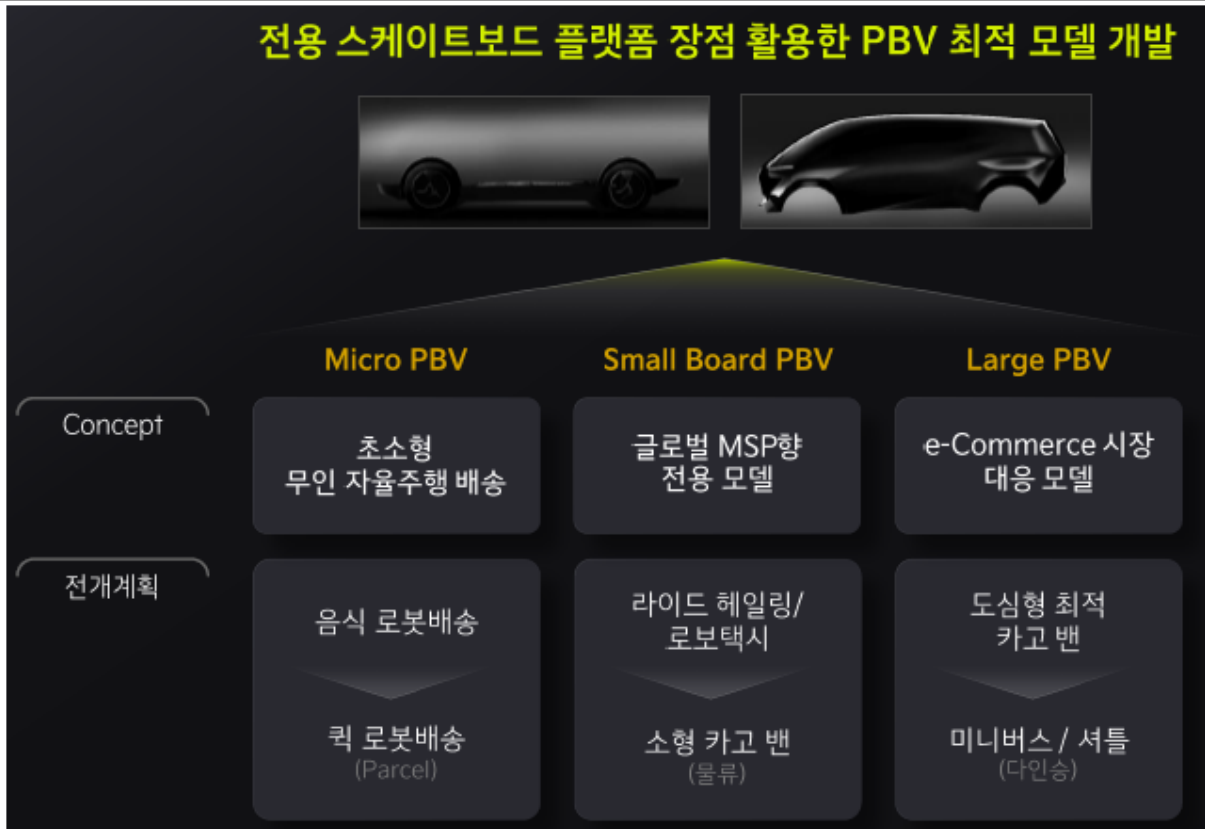 전용 스케이트보드 플랫폼 장점 활용한 PBV 최적 모델 개발
Micro PBV
Small Board PBV
Large PBV
Concept
초소형
무인 자율주행 배송
글로벌 MSP향
전용 모델
e-Commerce 시장
대응 모델
전개계획
음식 로봇배송
퀵 로봇배송
(Parcel)
라이드 헤일링/
로보택시
소형 카고 밴
(물류)
도심형 최적
카고 밴
미니버스 / 셔틀
(다인승)